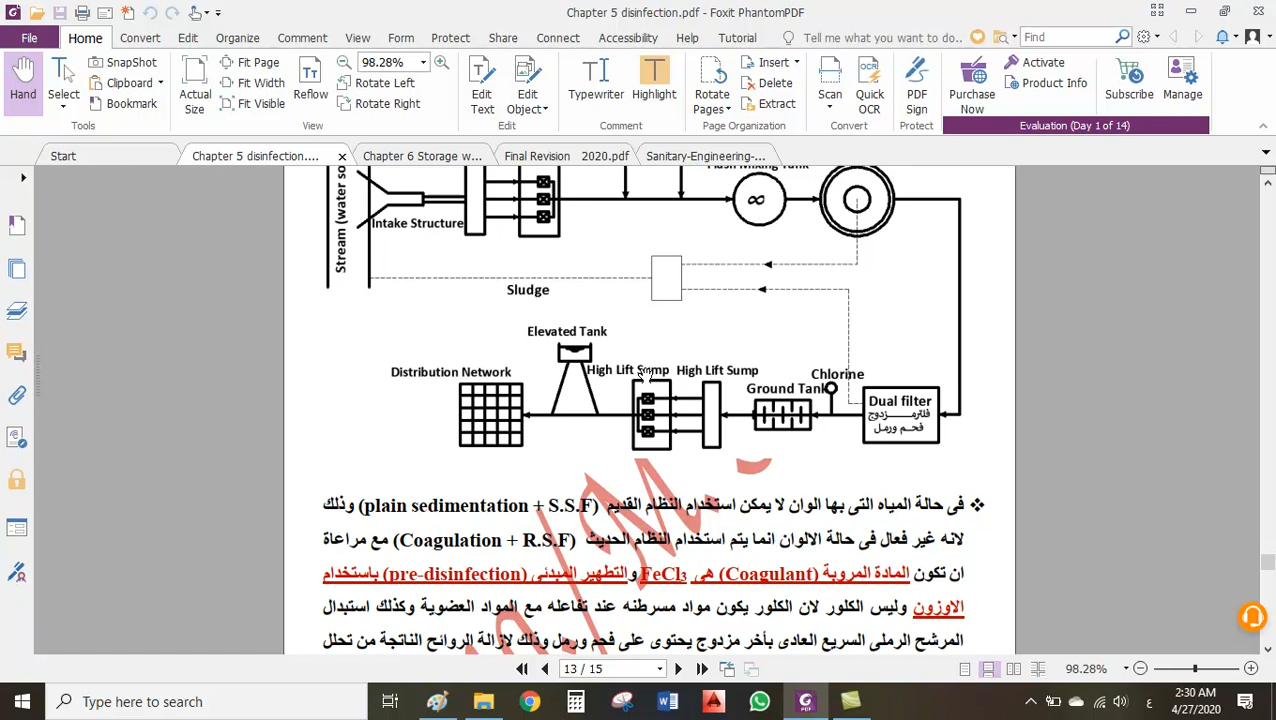 Chapter 5 disinfection.pdf - Foxit PhantomPDF
File Home Convert Edit Organize Comment View Form Protect Share Connect Accessibility Help Tutorial Tell me what you want to do.. Find
Hand
Select
SnapShot
Clipboard
Bookmark
Tools
Actual Size
Fit Page
Fit Width
Fit Visible
Reflow
98.28%
Rotate Left
Rotate Right
View
Edit Text
Edit Object
Edit
Typewriter
Highlight
Comment
Rotate Pages
Insert
Delete
Extract
Page Organization
Scan
Quick OCR
Convert
PDF Sign
Protect
Purchase Now
Activate
Product Info
Subscribe
Manage
Evaluation (Day 1 of 14)
Start
Chapter 5 disinfection....
Chapter 6 Storage w...
Final Revision 2020.pdf
Sanitary-Engineering-...
Stream (water so
Intake Structure
Sludge
Elevated Tank
Distribution Network
High Lift Sump
High Lift Sump
Chlorine
Ground Tank
Dual filter
فلتر مـــزدوج
فحم ورمل
❖ فى حالة المياه التى بها الوان لا يمكن استخدام النظام القديم (plain sedimentation + S.S.F) وذلك
لانه غير فعال فى حالة الالوان انما يتم استخدام النظام الحديث (Coagulation + R.S.F) مع مراعاة
ان تكون المادة المروبة (Coagulant) هى FeCl3 والتطهير المبدئى (pre-disinfection) باستخدام
الاوزون وليس الكلور لان الكلور يكون مواد مسرطنه عند تفاعله مع المواد العضوية وكذلك استبدال
المرشح الرملى السريع العادى بأخر مزدوج يحتوى على فحم ورمل وذلك لازالة الروائح الناتجة من تحلل
13 / 15
98.28%
Type here to search
ع
2:30 AM
4/27/2020